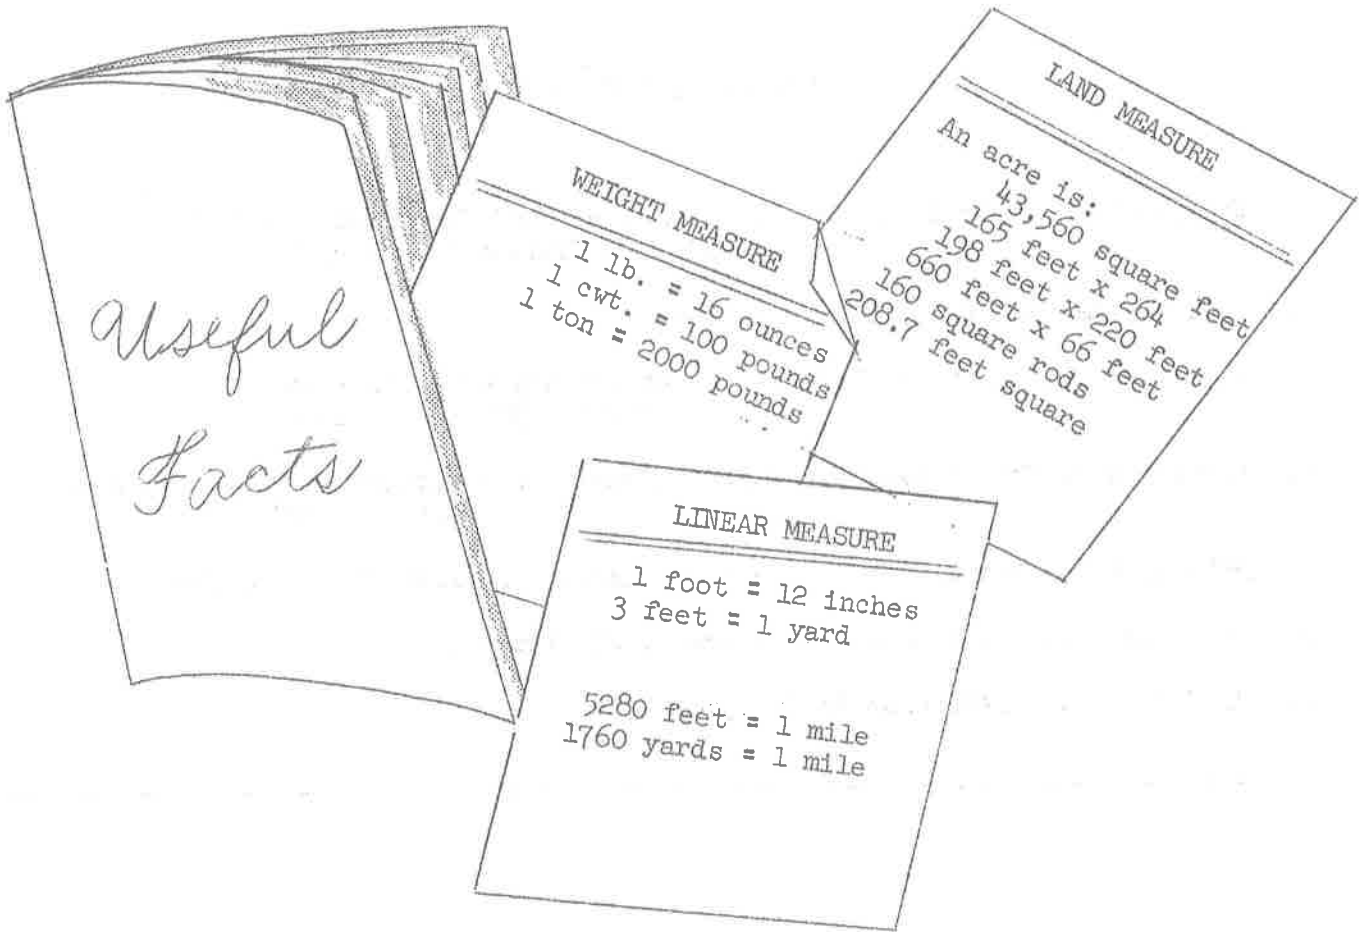 Useful
Facts
WEIGHT MEASURE
1 lb. = 16 ounces
1 cwt. = 100 pounds
1 ton = 2000 pounds
LAND MEASURE
An acre is:
43,560 square feet
165 feet x 264
198 feet x 220 feet
660 feet x 66 feet
160 square rods
208.7 feet square
LINEAR MEASURE
1 foot = 12 inches
3 feet = 1 yard
5280 feet = 1 mile
1760 yards = 1 mile